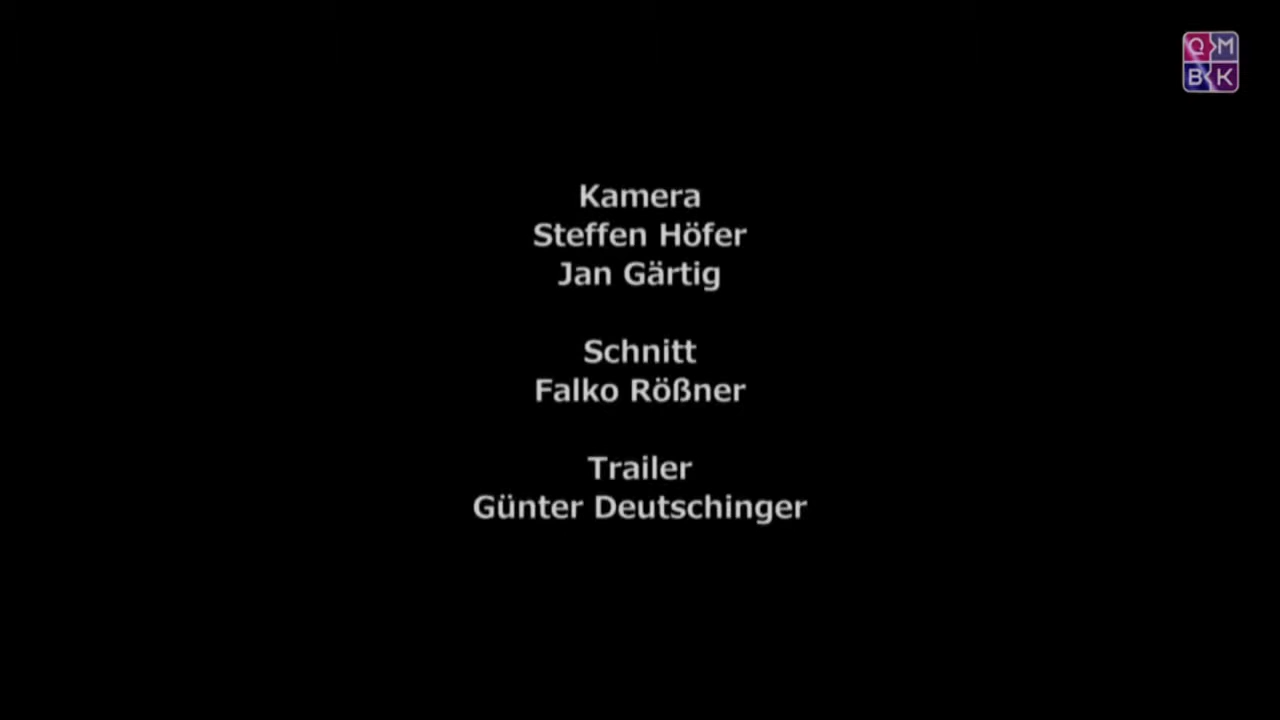 Q M
B K
Kamera
Steffen Höfer
Jan Gärtig
Schnitt
Falko Rößner
Trailer
Günter Deutschinger